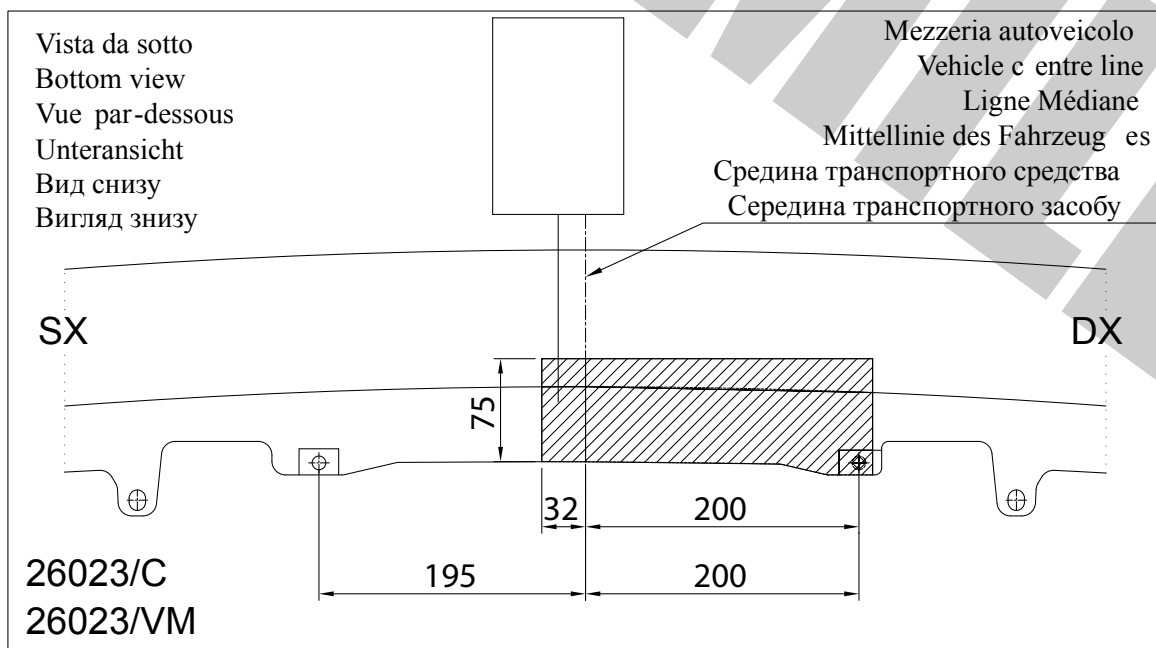 Vista da sotto
Bottom view
Vue par-dessous
Unteransicht
Вид снизу
Вигляд знизу
Mezzeria autoveicolo
Vehicle c entre line
Ligne Médiane
Mittellinie des Fahrzeug es
Средина транспортного средства
Середина транспортного засобу
SX
DX
75
32
200
195
200
26023/C
26023/VM